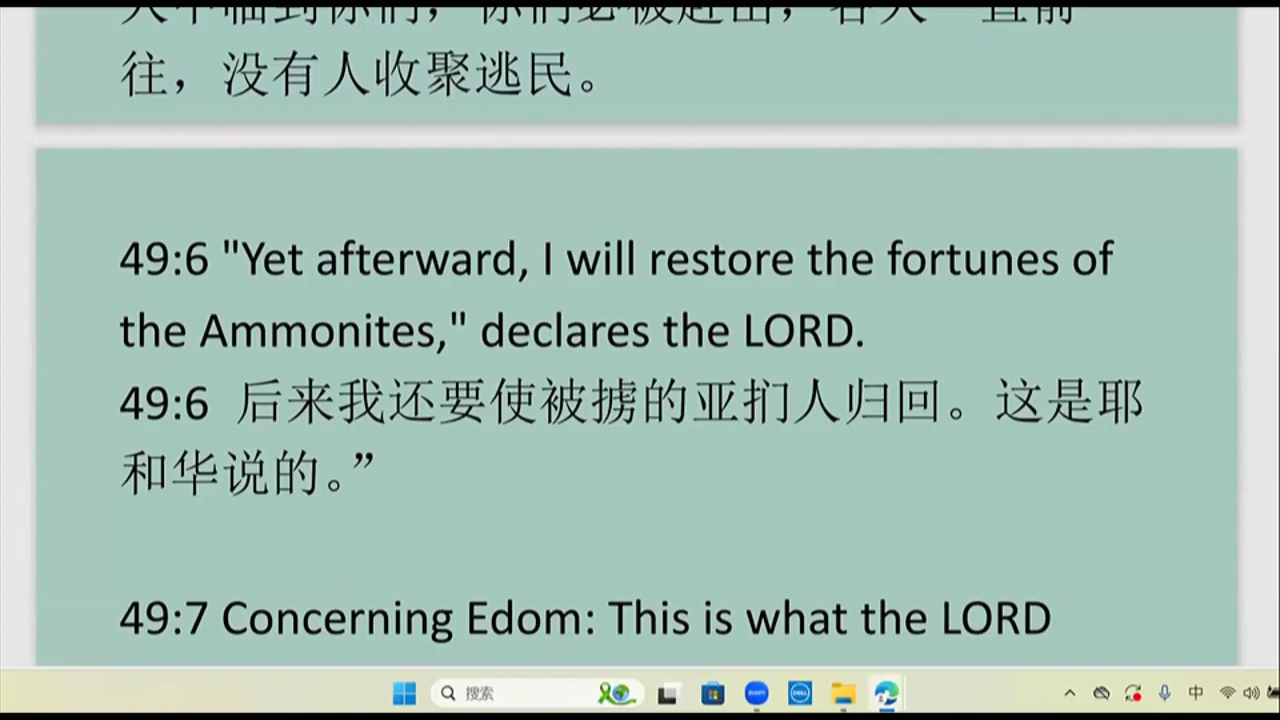 往，没有人收聚逃民。
49:6 "Yet afterward, I will restore the fortunes of
the Ammonites," declares the LORD.
49:6 后来我还要使被掳的亚扪人归回。这是耶
和华说的。”
49:7 Concerning Edom: This is what the LORD
搜索
zoom
DELL
中